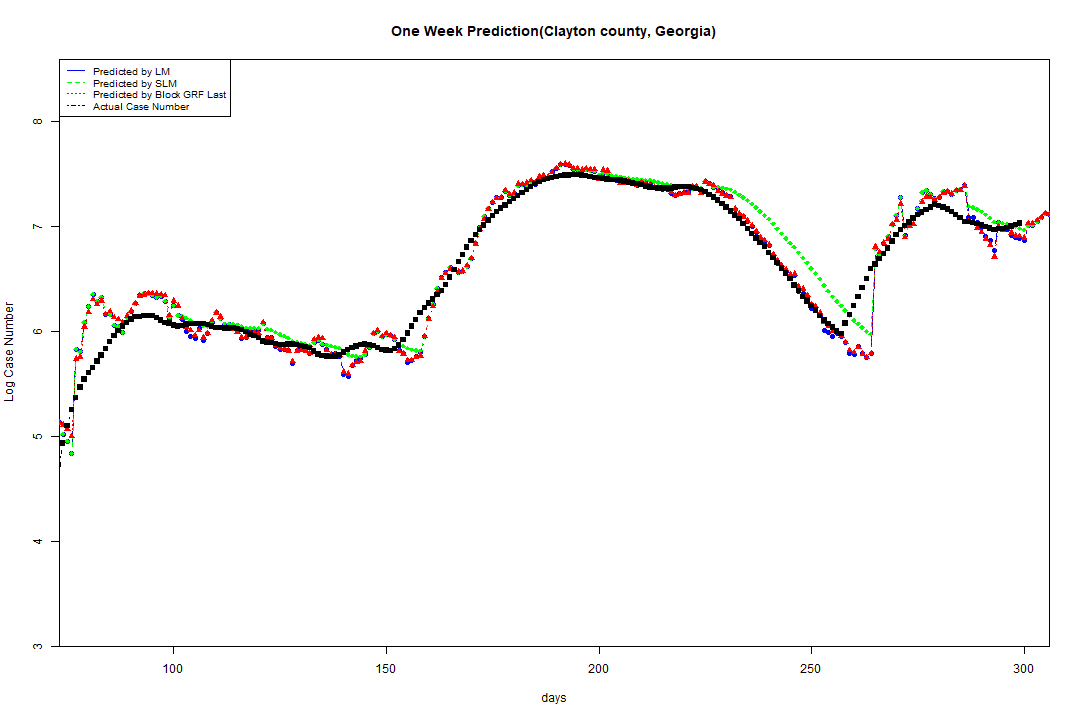 One Week Prediction(Clayton county, Georgia)
Predicted by LM
Predicted by SLM
Predicted by Block GRF Last
Actual Case Number
Log Case Number
8
7
6
5
4
3
100 150 200 250 300
days